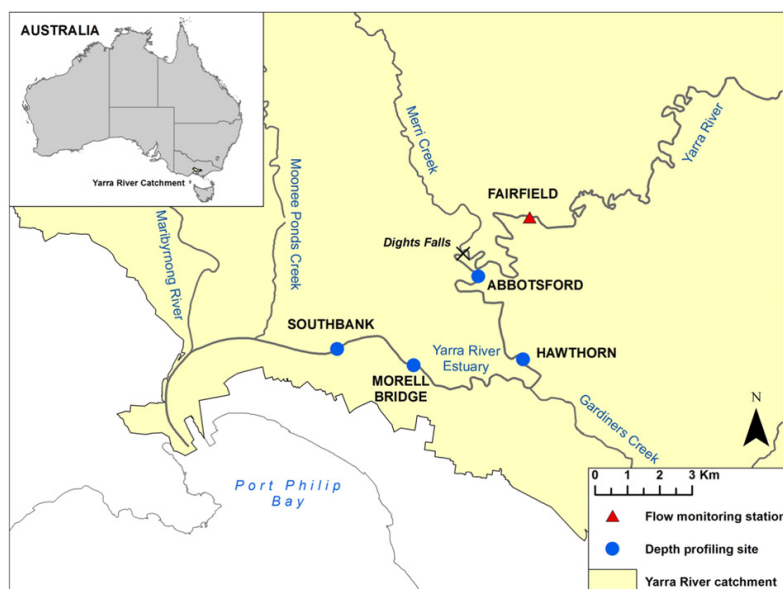 AUSTRALIA
Yarra River Catchment
Maribyrnong River
Moonee Ponds Creek
Merri Creek
Yarra River
FAIRFIELD
Dights Falls
ABBOTSFORD
SOUTHBANK
Yarra River
Estuary
HAWTHORN
MORELL
BRIDGE
Gardiners Creek
Port Philip
Bay
N
0 1 2 3 Km
Flow monitoring station
Depth profiling site
Yarra River catchment